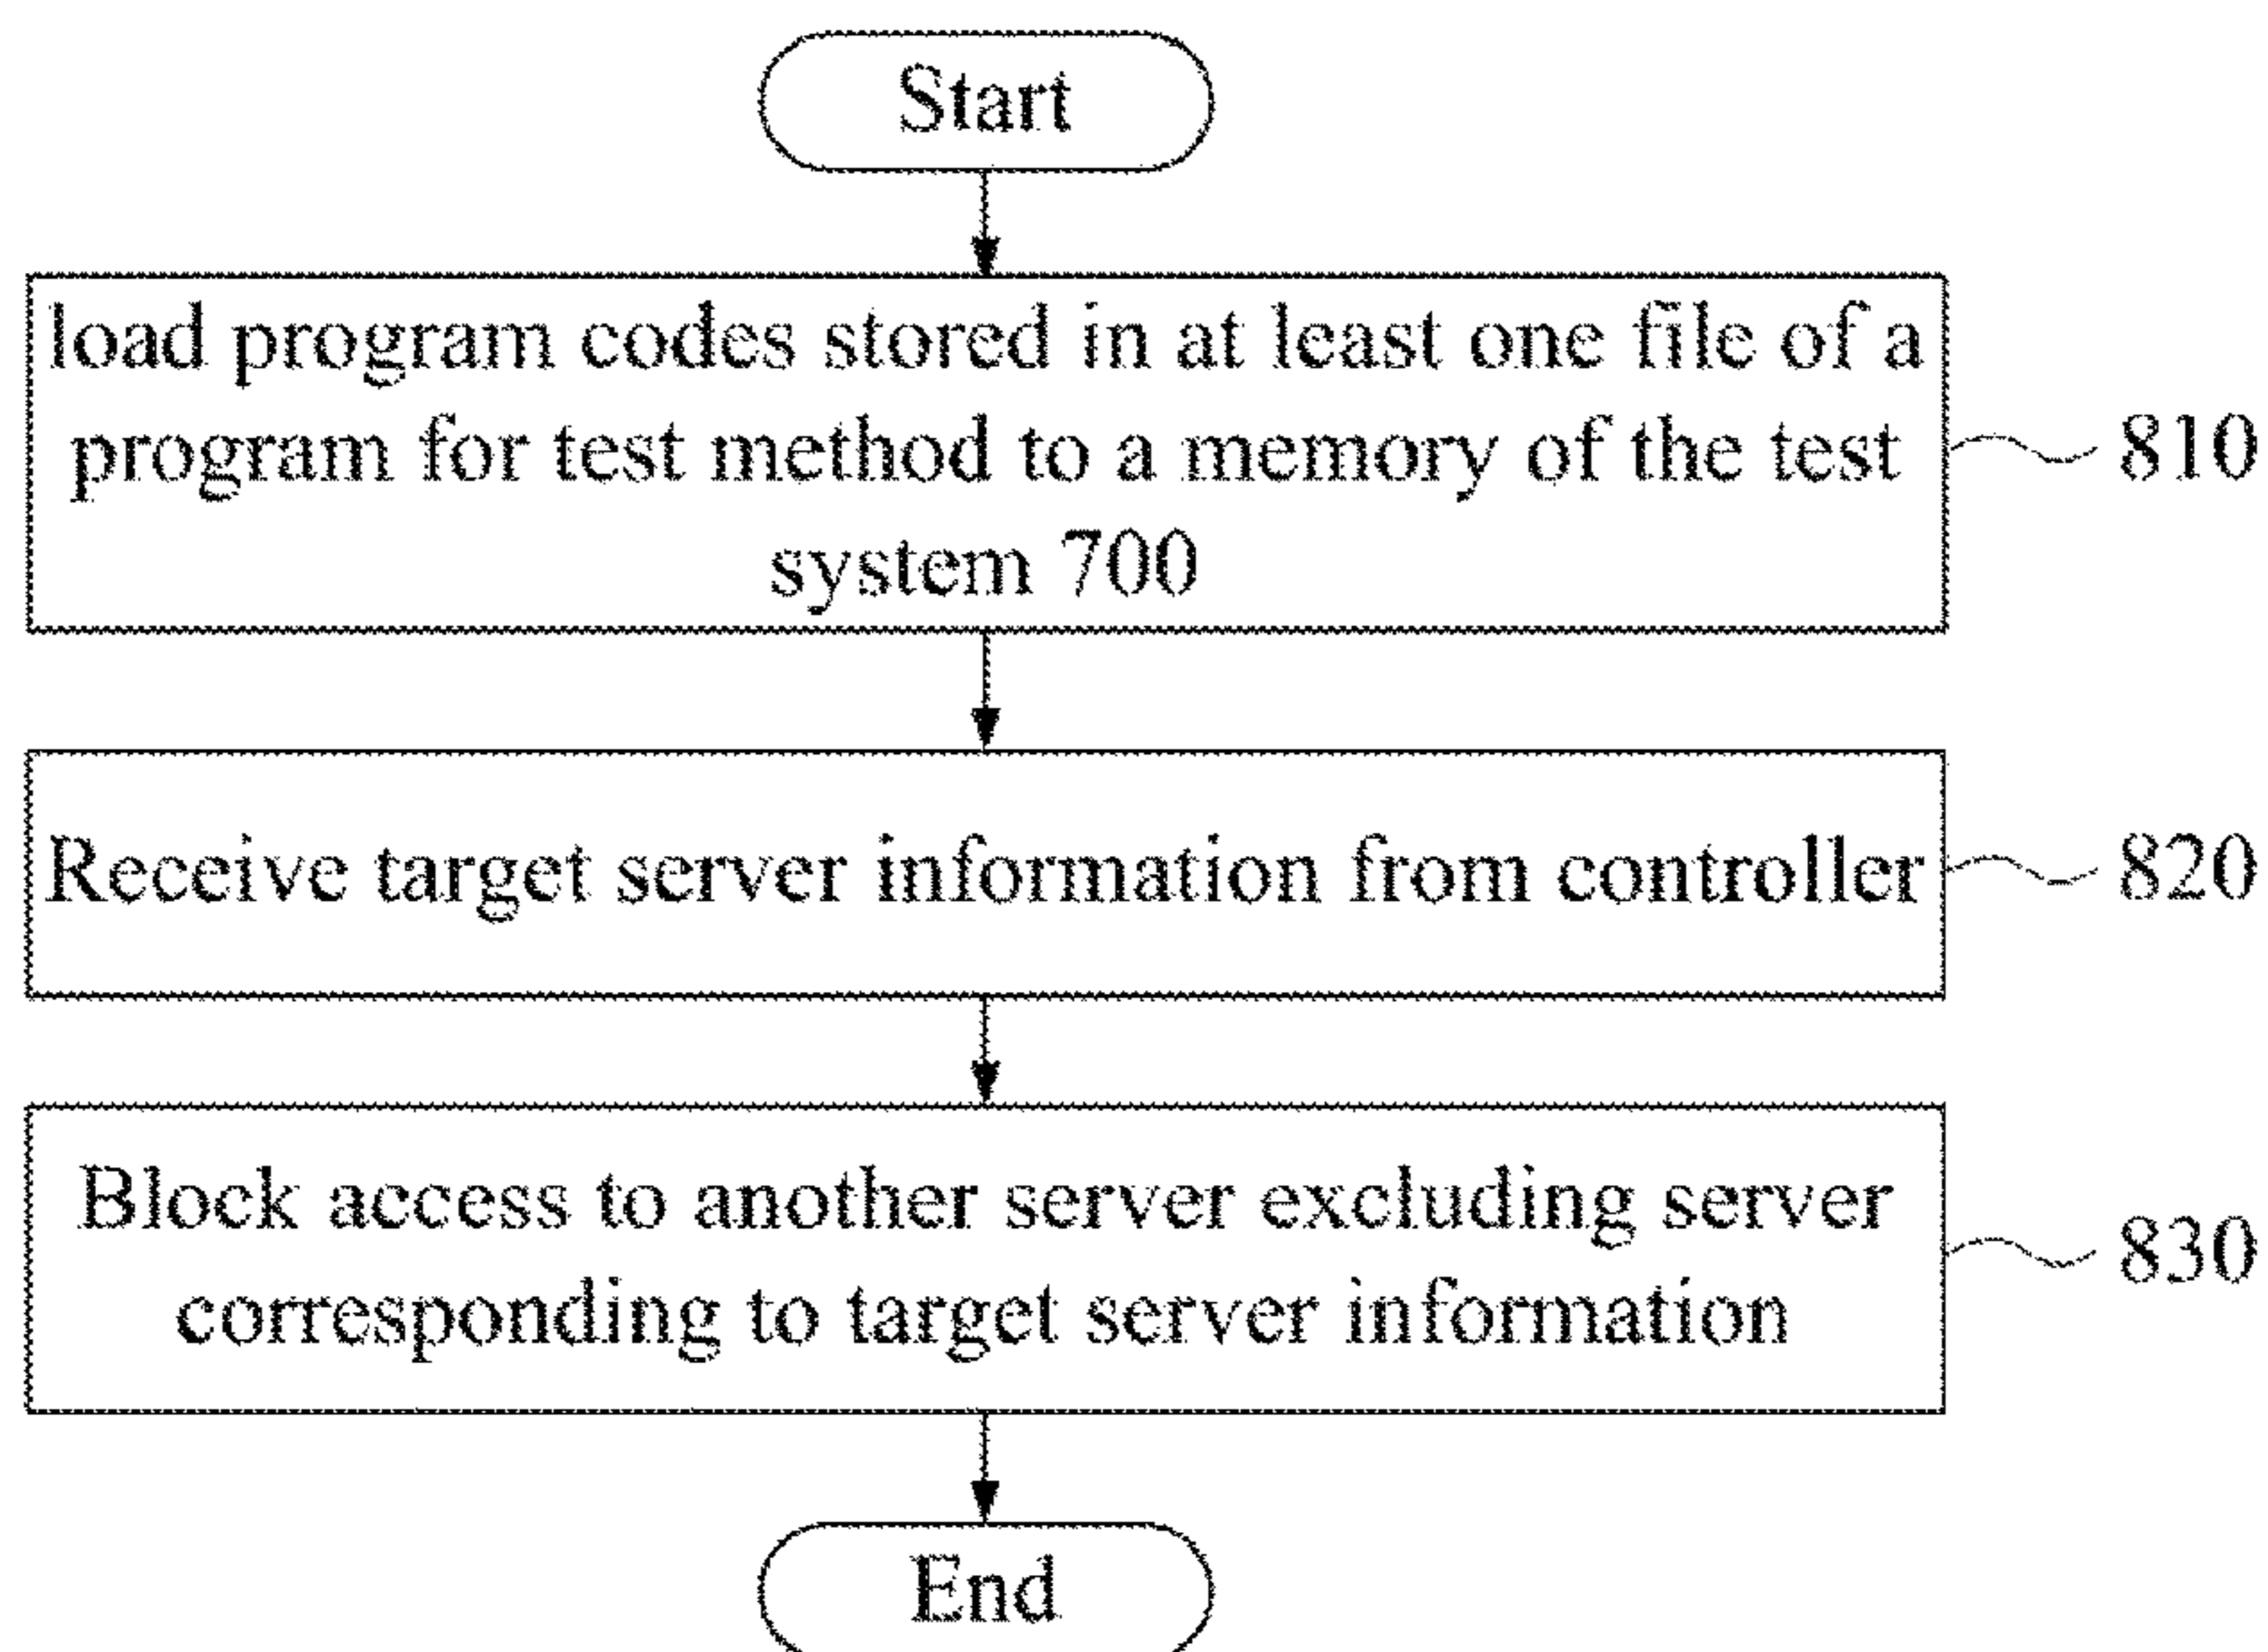 Start
load program codes stored in at least one file of a
program for test method to a memory of the test
system 700
810
Receive target server information from controller
820
Block access to another server excluding server
corresponding to target server information
830
End